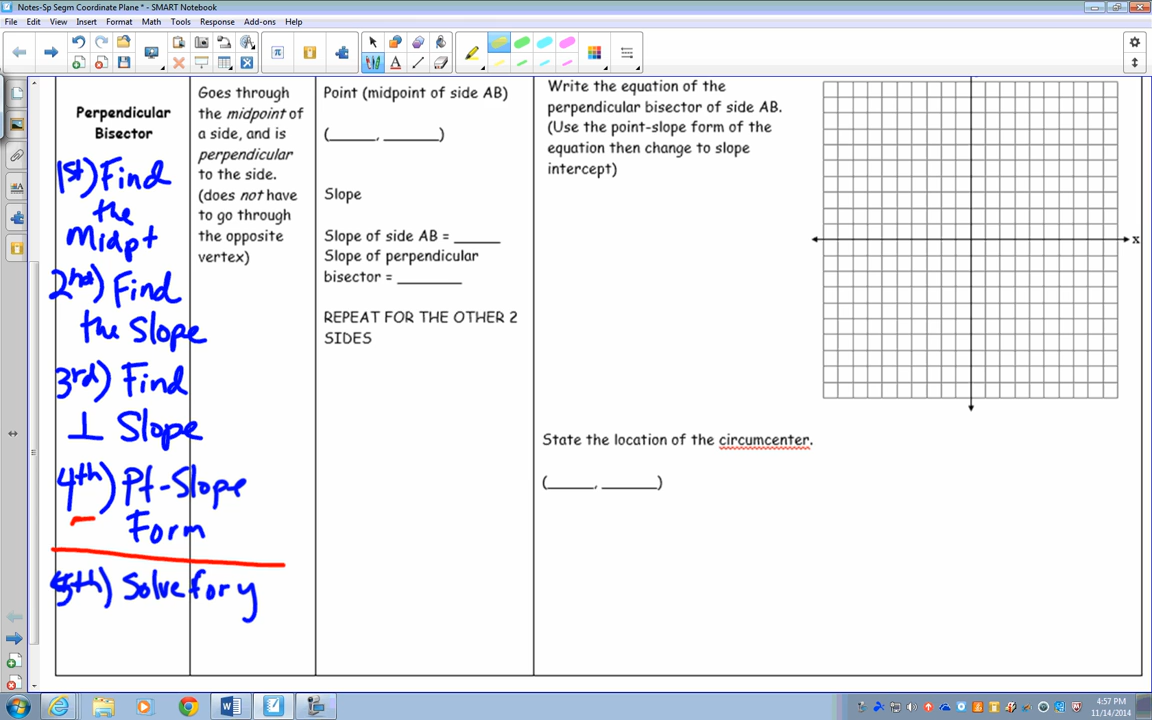 Notes-Sp Segm Coordinate Plane * - SMART Notebook
File Edit View Insert Format Math Tools Response Add-ons Help
Perpendicular
Bisector
1st) Find
the
Midpt
2nd) Find
the Slope
3rd) Find
⊥ Slope
4th) Pt-Slope
Form
5th) Solve for y
Goes through
the midpoint of
a side, and is
perpendicular
to the side.
(does not have
to go through
the opposite
vertex)
Point (midpoint of side AB)
(_____, ______)
Slope
Slope of side AB = _____
Slope of perpendicular
bisector = _______
REPEAT FOR THE OTHER 2
SIDES
Write the equation of the
perpendicular bisector of side AB.
(Use the point-slope form of the
equation then change to slope
intercept)
x
State the location of the circumcenter.
(_____, ______)
4:57 PM
11/14/2014